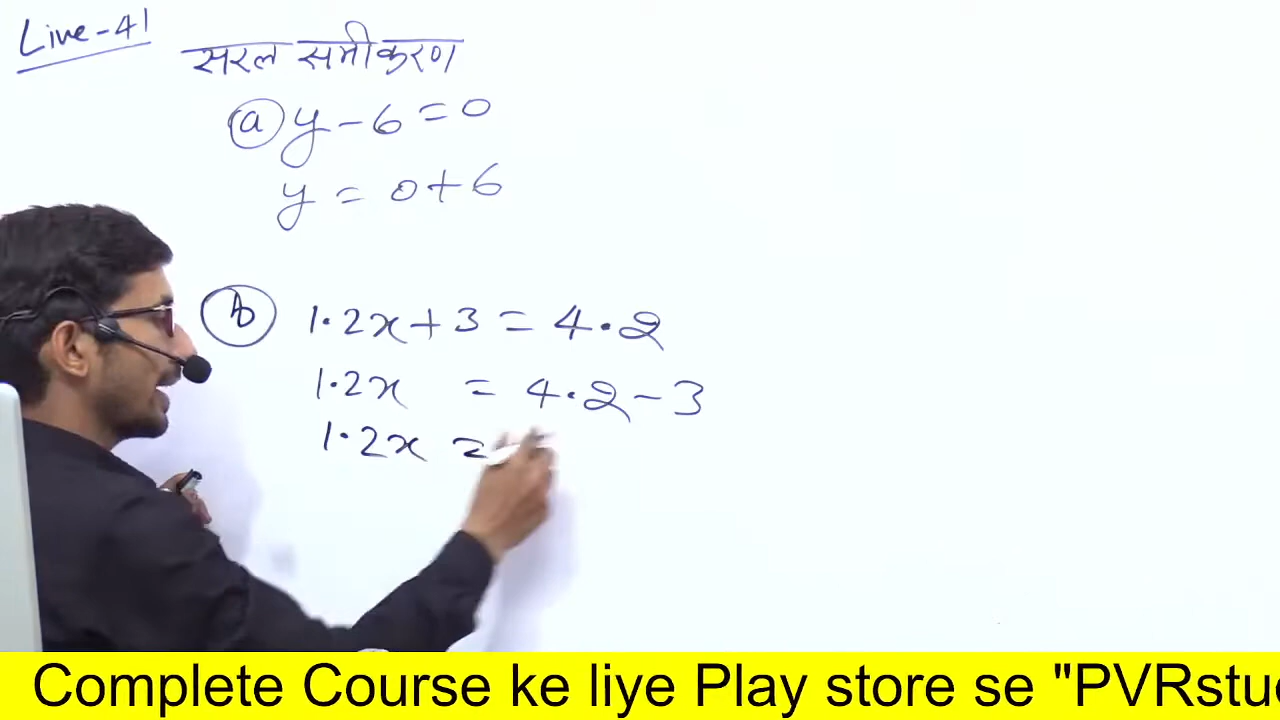 Live-41
सरल समीकरण
(a) y-6=0
y = 0+6
(b) 1.2x+3 = 4.2
1.2x = 4.2-3
1.2x =
Complete Course ke liye Play store se "PVRstu